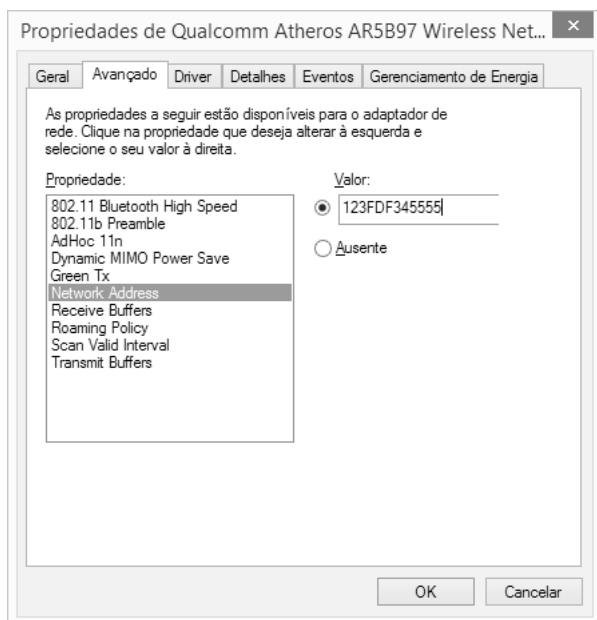 Propriedades de Qualcomm Atheros AR5B97 Wireless Net...
Geral Avançado Driver Detalhes Eventos Gerenciamento de Energia
As propriedades a seguir estão disponíveis para o adaptador de
rede. Clique na propriedade que deseja alterar à esquerda e
selecione o seu valor à direita.
Propriedade:
802.11 Bluetooth High Speed
802.11b Preamble
AdHoc 11n
Dynamic MIMO Power Save
Green Tx
Network Address
Receive Buffers
Roaming Policy
Scan Valid Interval
Transmit Buffers
Valor:
123FDF345555
Ausente
OK Cancelar